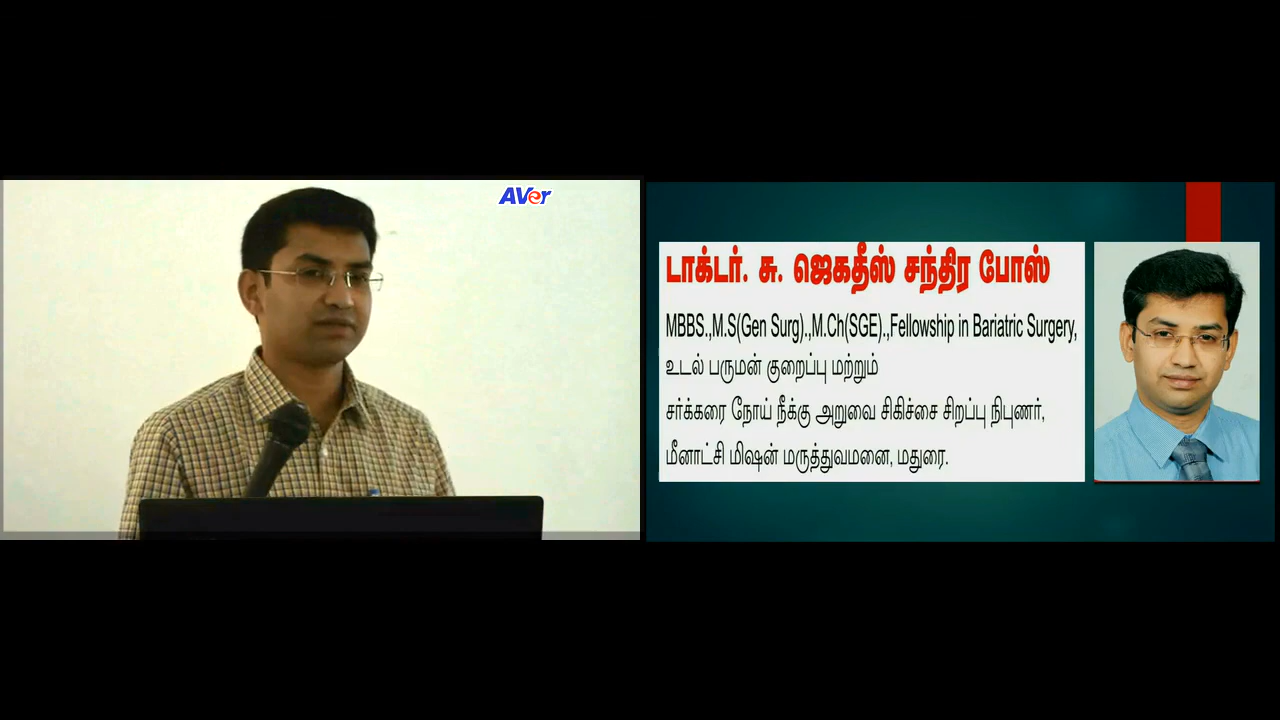 AVer
டாக்டர். சு. ஜெகதீஸ் சந்திர போஸ்
MBBS.,M.S(Gen Surg).,M.Ch(SGE).,Fellowship in Bariatric Surgery,
உடல் பருமன் குறைப்பு மற்றும்
சர்க்கரை நோய் நீக்கு அறுவை சிகிச்சை சிறப்பு நிபுணர்,
மீனாட்சி மிஷன் மருத்துவமனை, மதுரை.